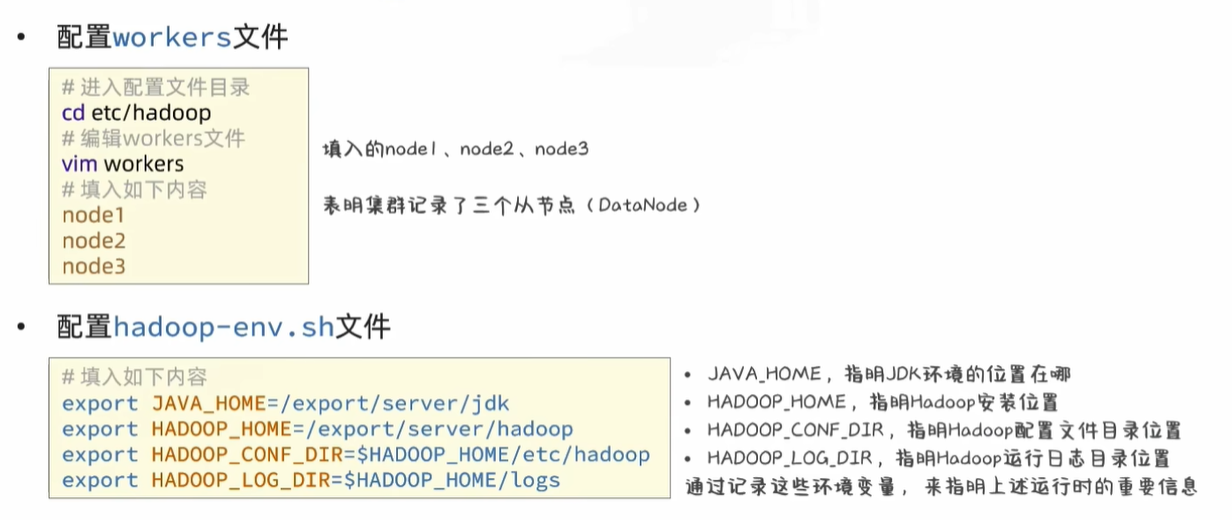 • 配置workers文件
# 进入配置文件目录
cd etc/hadoop
# 编辑workers文件
vim workers
# 填入如下内容
node1
node2
node3
填入的node1、node2、node3
表明集群记录了三个从节点（DataNode）
• 配置hadoop-env.sh文件
# 填入如下内容
export JAVA_HOME=/export/server/jdk
export HADOOP_HOME=/export/server/hadoop
export HADOOP_CONF_DIR=$HADOOP_HOME/etc/hadoop
export HADOOP_LOG_DIR=$HADOOP_HOME/logs
• JAVA_HOME，指明JDK环境的位置在哪
• HADOOP_HOME，指明Hadoop安装位置
• HADOOP_CONF_DIR，指明Hadoop配置文件目录位置
• HADOOP_LOG_DIR，指明Hadoop运行日志目录位置
通过记录这些环境变量，来指明上述运行时的重要信息